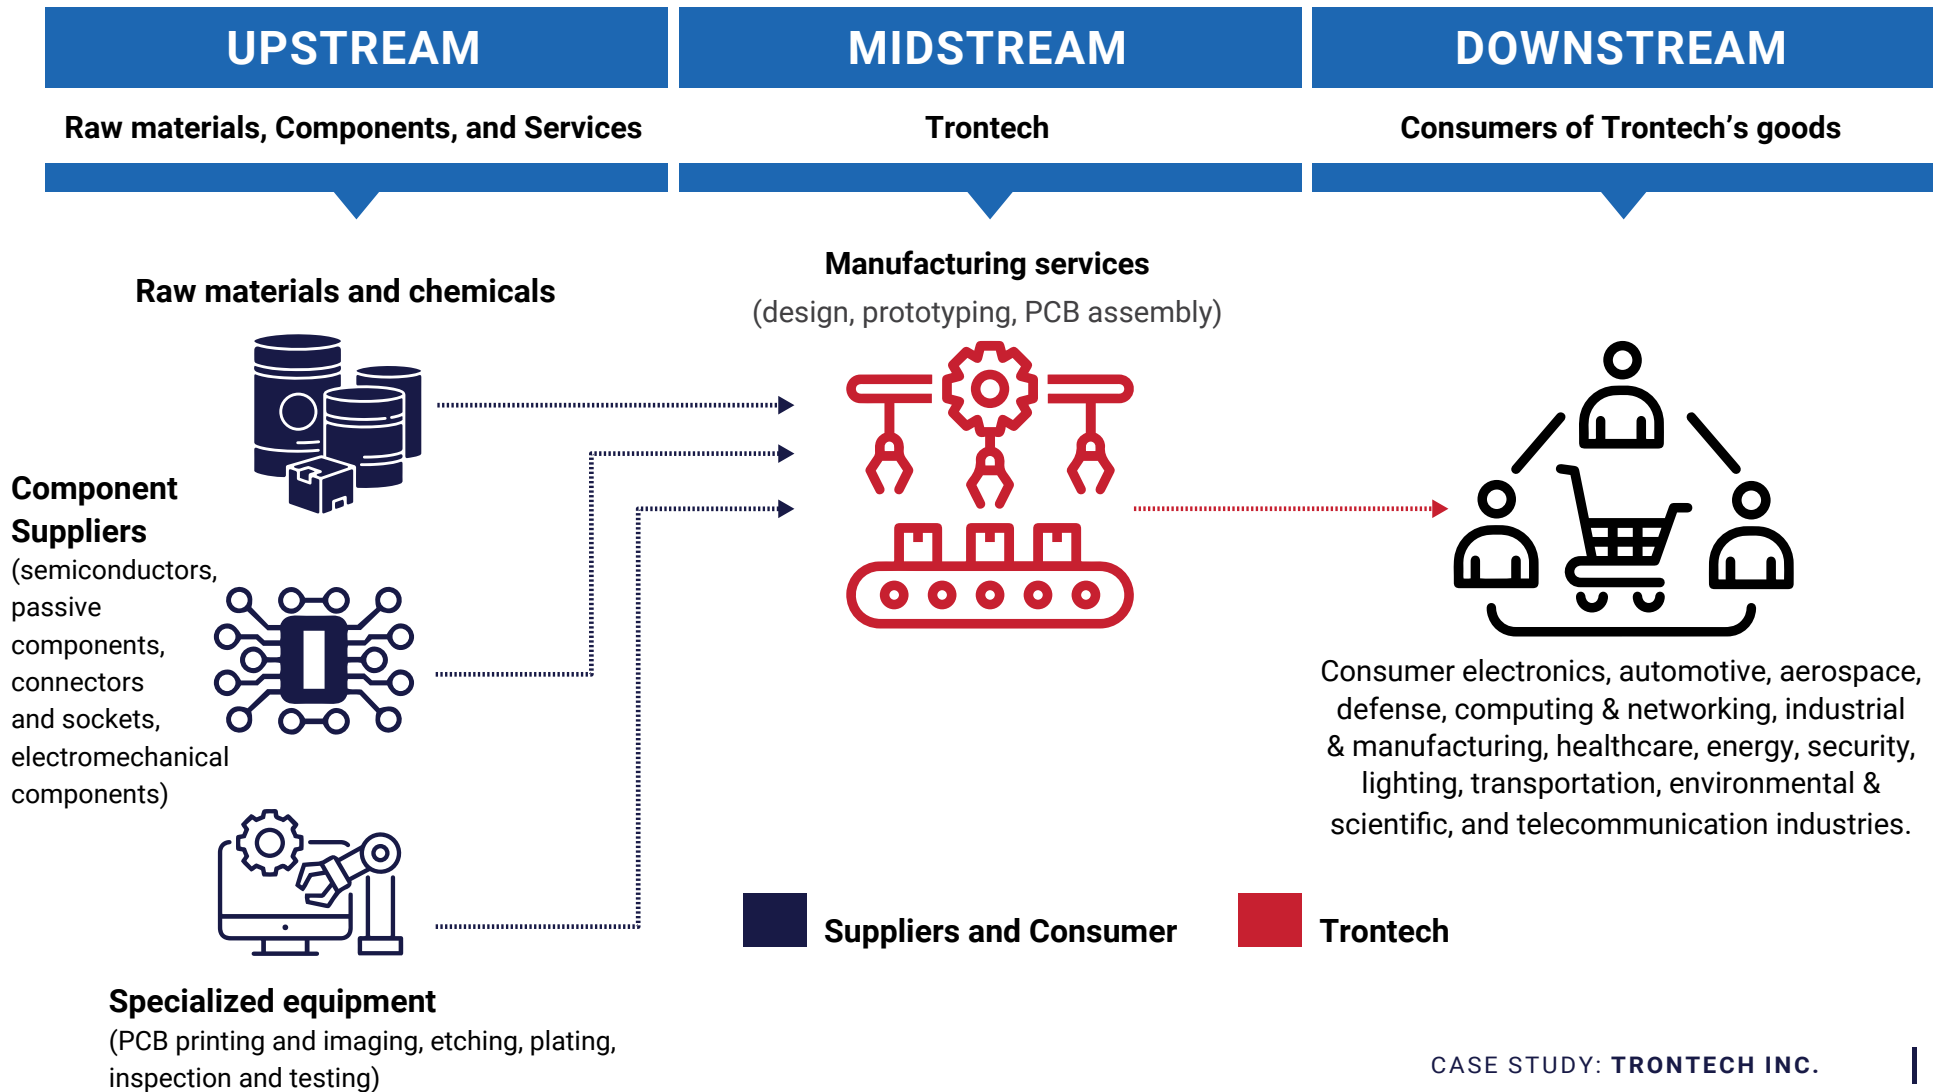 UPSTREAM
Raw materials, Components, and Services
Raw materials and chemicals
Component
Suppliers
(semiconductors,
passive
components,
connectors
and sockets,
electromechanical
components)
Specialized equipment
(PCB printing and imaging, etching, plating,
inspection and testing)
MIDSTREAM
Trontech
Manufacturing services
(design, prototyping, PCB assembly)
DOWNSTREAM
Consumers of Trontech’s goods
Consumer electronics, automotive, aerospace,
defense, computing & networking, industrial
& manufacturing, healthcare, energy, security,
lighting, transportation, environmental &
scientific, and telecommunication industries.
Suppliers and Consumer
Trontech
CASE STUDY: TRONTECH INC.